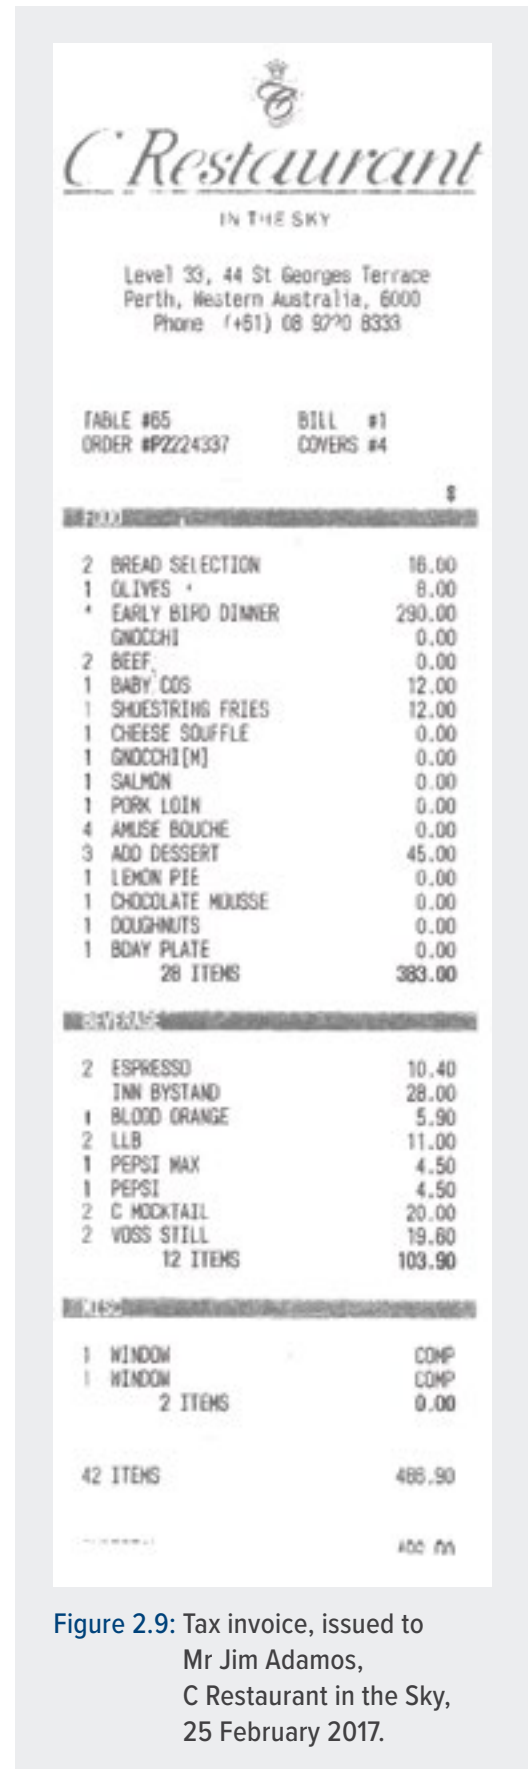 C Restaurant
IN THE SKY
Level 33, 44 St Georges Terrace
Perth, Western Australia, 6000
Phone (+61) 08 9220 8333
TABLE #65 BILL #1
ORDER #P2224337 COVERS #4
$
FOOD
2 BREAD SELECTION 16.00
1 OLIVES 8.00
EARLY BIRD DINNER 290.00
GNOCCHI 0.00
2 BEEF 0.00
1 BABY COS 12.00
1 SHOESTRING FRIES 12.00
1 CHEESE SOUFFLE 0.00
1 GNOCCHI[M] 0.00
1 SALMON 0.00
1 PORK LOIN 0.00
4 AMUSE BOUCHE 0.00
3 ADD DESSERT 45.00
1 LEMON PIE 0.00
1 CHOCOLATE MOUSSE 0.00
1 DOUGHNUTS 0.00
1 BDAY PLATE 0.00
28 ITEMS 383.00
BEVERAGE
2 ESPRESSO 10.40
INN BYSTAND 28.00
1 BLOOD ORANGE 5.90
2 LLB 11.00
1 PEPSI MAX 4.50
1 PEPSI 4.50
2 C MOCKTAIL 20.00
2 VOSS STILL 19.60
12 ITEMS 103.90
MISC
1 WINDOW COMP
1 WINDOW COMP
2 ITEMS 0.00
42 ITEMS 486.90
Figure 2.9: Tax invoice, issued to
Mr Jim Adamos,
C Restaurant in the Sky,
25 February 2017.